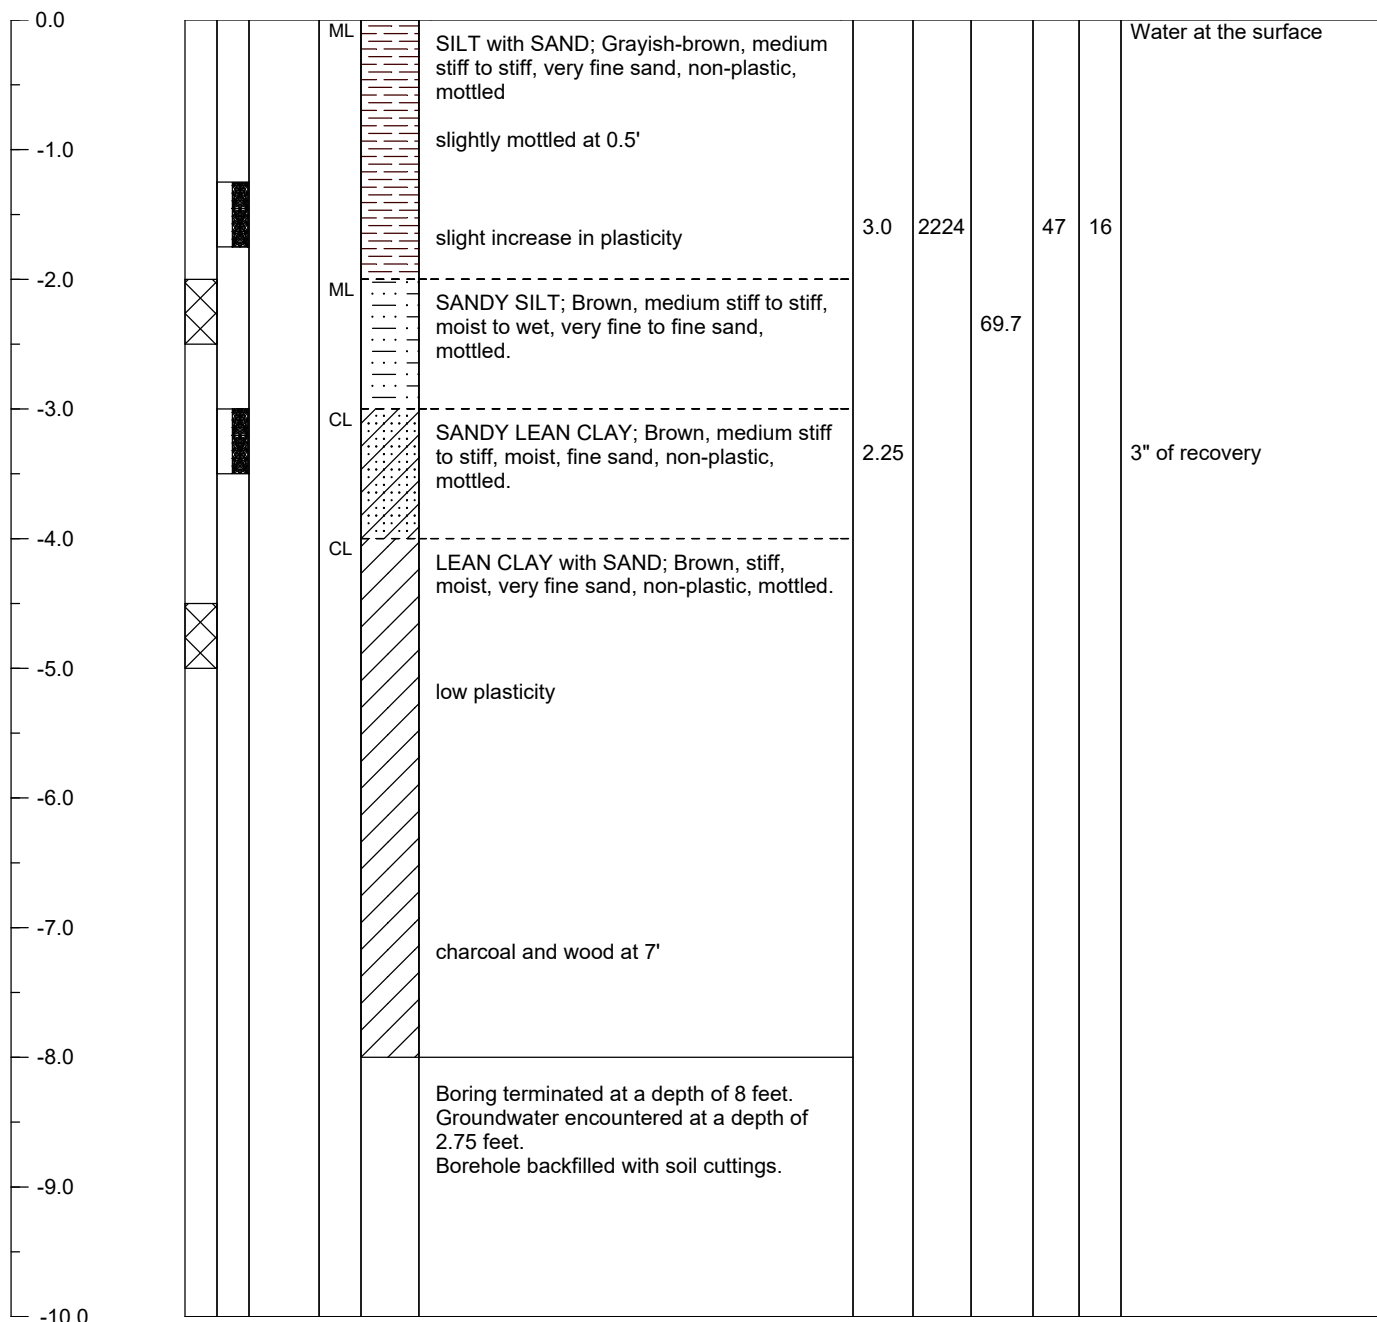 0.0
ML
Water at the surface
SILT with SAND; Grayish-brown, medium
stiff to stiff, very fine sand, non-plastic,
mottled
slightly mottled at 0.5'
-1.0
3.0 2224 47 16
slight increase in plasticity
-2.0
ML
SANDY SILT; Brown, medium stiff to stiff,
moist to wet, very fine to fine sand,
mottled.
69.7
-3.0
CL
SANDY LEAN CLAY; Brown, medium stiff
to stiff, moist, fine sand, non-plastic,
mottled.
2.25
3" of recovery
-4.0
CL
LEAN CLAY with SAND; Brown, stiff,
moist, very fine sand, non-plastic, mottled.
-5.0
low plasticity
-6.0
-7.0
charcoal and wood at 7'
-8.0
Boring terminated at a depth of 8 feet.
Groundwater encountered at a depth of
2.75 feet.
Borehole backfilled with soil cuttings.
-9.0
-10.0